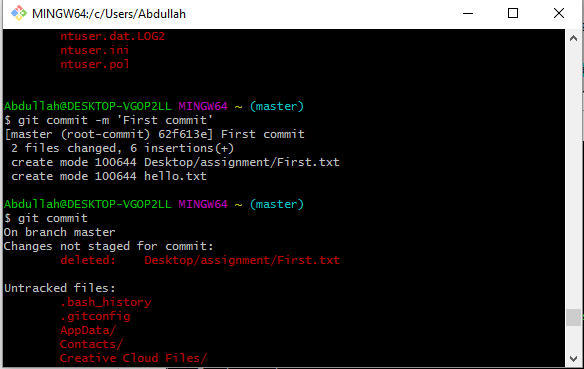 MINGW64:/c/Users/Abdullah
ntuser.dat.LOG2
ntuser.ini
ntuser.pol
Abdullah@DESKTOP-VGOP2LL MINGW64 ~ (master)
$ git commit -m 'First commit'
[master (root-commit) 62f613e] First commit
2 files changed, 6 insertions(+)
create mode 100644 Desktop/assignment/First.txt
create mode 100644 hello.txt
Abdullah@DESKTOP-VGOP2LL MINGW64 ~ (master)
$ git commit
On branch master
Changes not staged for commit:
deleted:    Desktop/assignment/First.txt
Untracked files:
.bash_history
.gitconfig
AppData/
Contacts/
Creative Cloud Files/